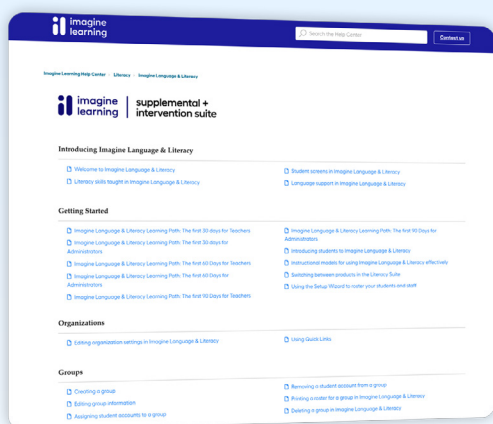 imagine
learning
Search the Help Center
Contact us
Imagine Learning Help Center
Literacy
Imagine Language & Literacy
imagine
learning
supplemental +
intervention suite
Introducing Imagine Language & Literacy
Welcome to Imagine Language & Literacy
Literacy skills taught in Imagine Language & Literacy
Student screens in Imagine Language & Literacy
Language support in Imagine Language & Literacy
Getting Started
Imagine Language & Literacy Learning Path: The first 30 days for Teachers
Imagine Language & Literacy Learning Path: The first 30 days for
Administrators
Imagine Language & Literacy Learning Path: The first 60 Days for Teachers
Imagine Language & Literacy Learning Path: The first 60 Days for
Administrators
Imagine Language & Literacy Learning Path: The first 90 Days for Teachers
Imagine Language & Literacy Learning Path: The first 90 Days for
Administrators
Introducing students to Imagine Language & Literacy
Instructional models for using Imagine Language & Literacy effectively
Switching between products in the Literacy Suite
Using the Setup Wizard to roster your students and staff
Organizations
Editing organization settings in Imagine Language & Literacy
Using Quick Links
Groups
Creating a group
Editing group information
Assigning student accounts to a group
Removing a student account from a group
Printing a roster for a group in Imagine Language & Literacy
Deleting a group in Imagine Language & Literacy